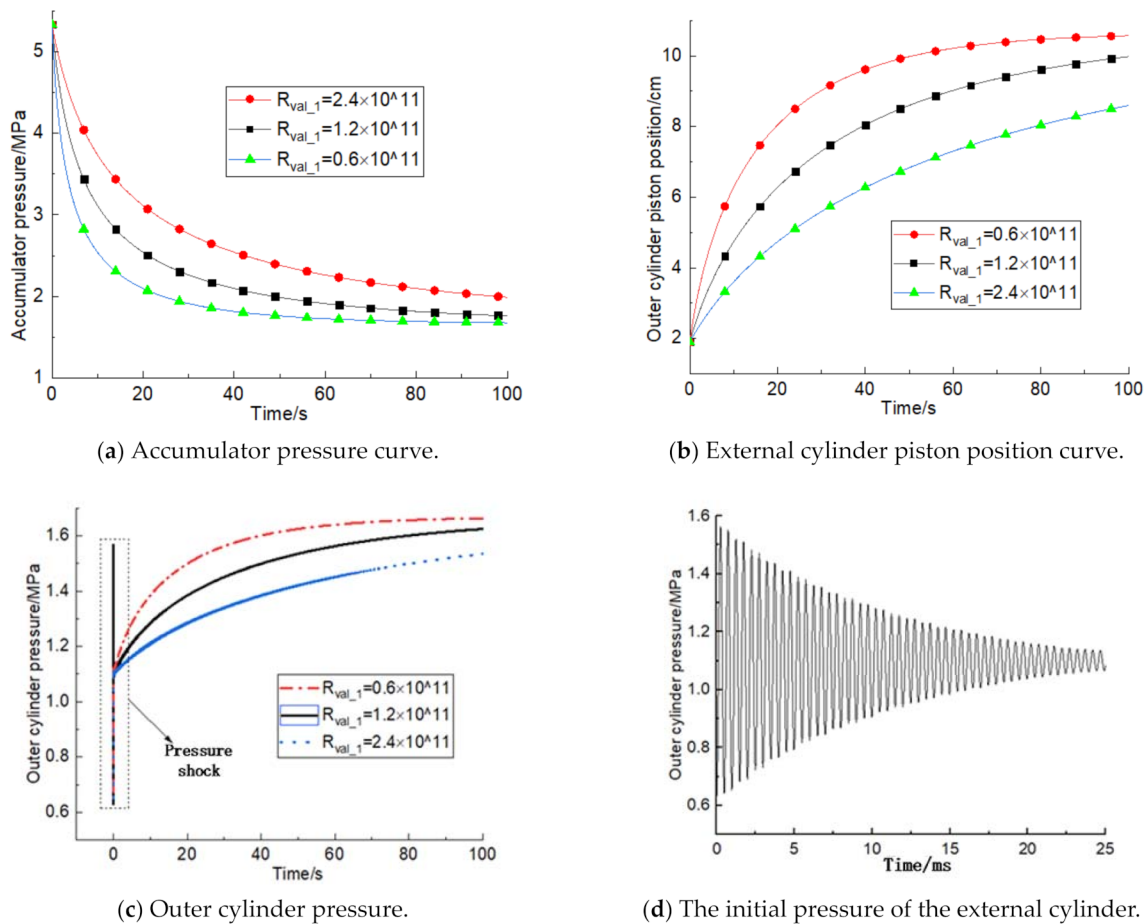 5
4
3
2
1
0
20
40
60
80
100
Accumulator pressure/MPa
Time/s
R_val_1=2.4×10^11
R_val_1=1.2×10^11
R_val_1=0.6×10^11
(a) Accumulator pressure curve.
10
8
6
4
2
0
20
40
60
80
100
Outer cylinder piston position/cm
Time/s
R_val_1=0.6×10^11
R_val_1=1.2×10^11
R_val_1=2.4×10^11
(b) External cylinder piston position curve.
1.6
1.4
1.2
1.0
0.8
0.6
0
20
40
60
80
100
Outer cylinder pressure/MPa
Time/s
Pressure
shock
R_val_1=0.6×10^11
R_val_1=1.2×10^11
R_val_1=2.4×10^11
(c) Outer cylinder pressure.
1.6
1.4
1.2
1.0
0.8
0.6
0
5
10
15
20
25
Outer cylinder pressure/MPa
Time/ms
(d) The initial pressure of the external cylinder.